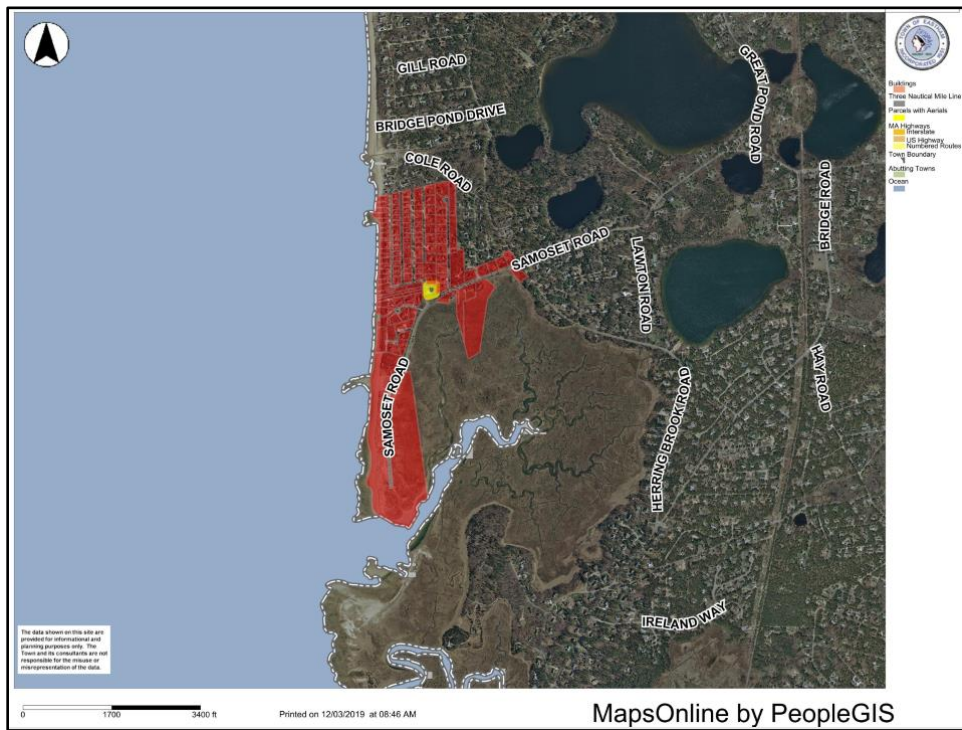 GILL ROAD
BRIDGE POND DRIVE
COLE ROAD
GREAT POND ROAD
BRIDGE ROAD
SAMOSET ROAD
LAWTON ROAD
SAMOSET ROAD
HERRING BROOK ROAD
HAY ROAD
IRELAND WAY
TOWN OF EASTHAM
Buildings
Three Nautical Mile Line
Parcels with Aerials
MA Highways
Interstate
US Highway
Numbered Routes
Town Boundary
Abutting Towns
Ocean
The data shown on this site are
provided for informational and
planning purposes only. The
Town and its consultants are not
responsible for the misuse or
misrepresentation of the data.
0 1700 3400 ft
Printed on 12/03/2019 at 08:46 AM
MapsOnline by PeopleGIS